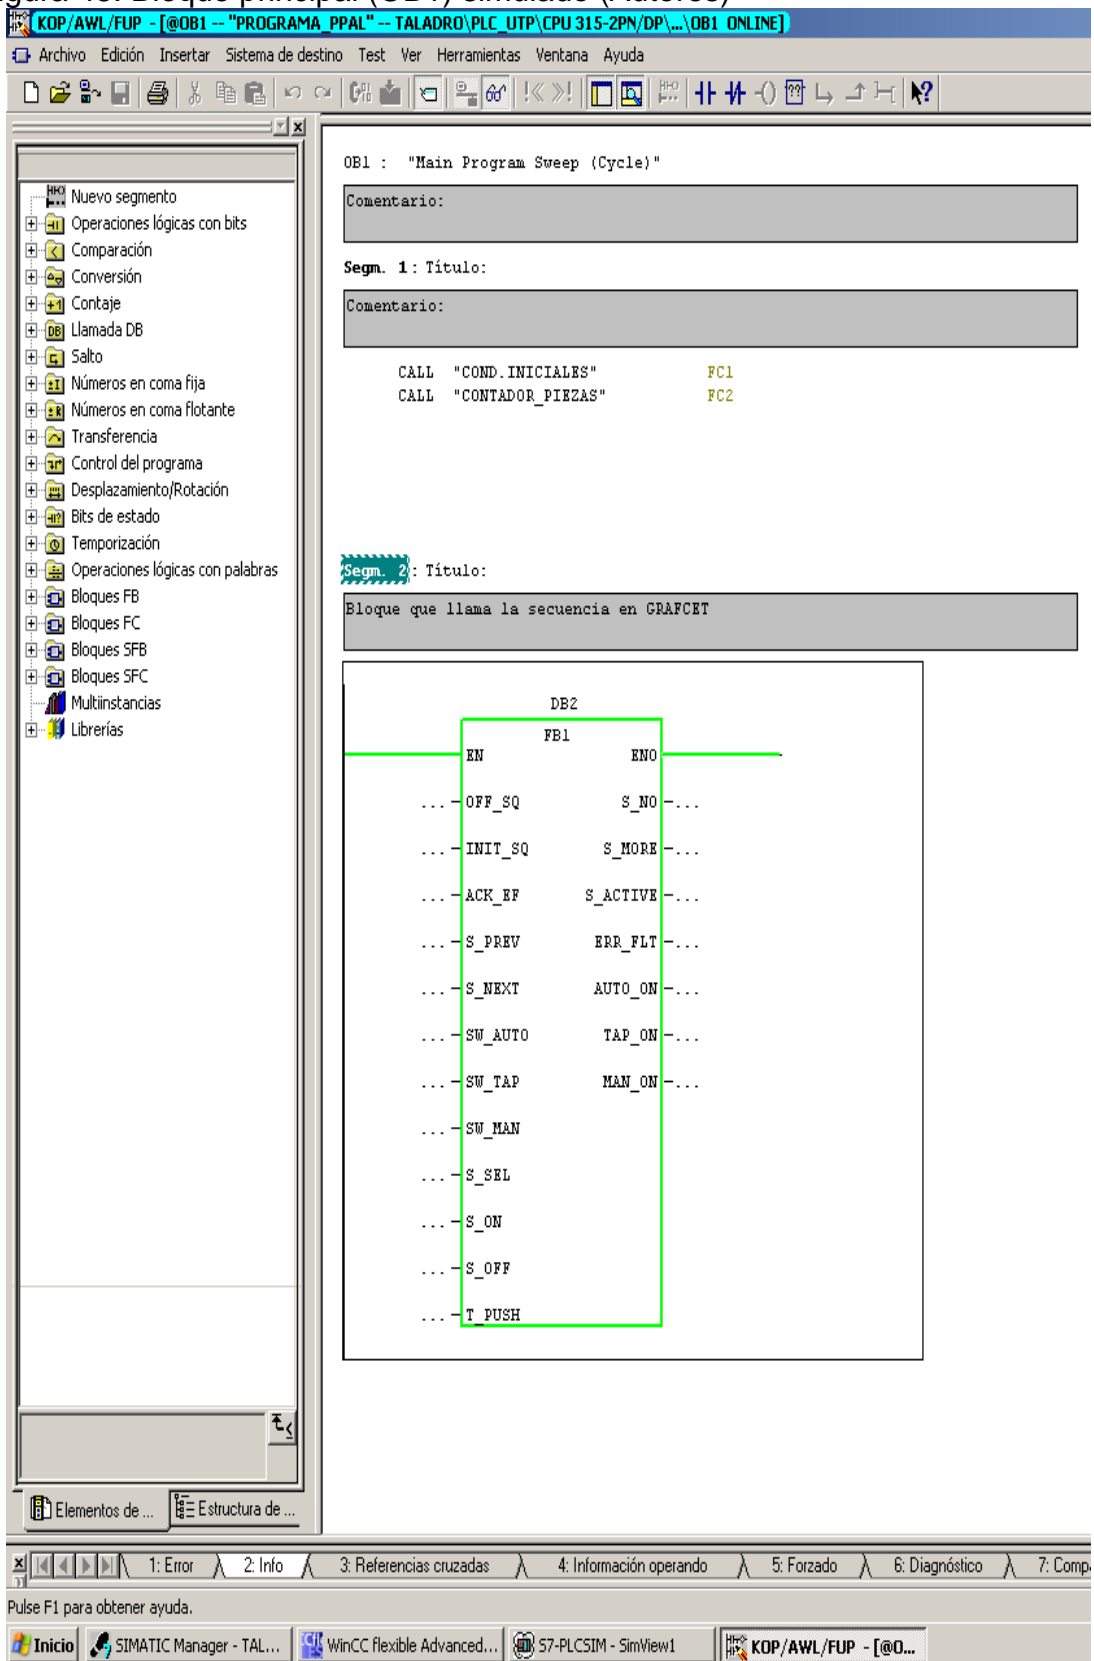 KOP/AWL/FUP - [@OB1 -- "PROGRAMA_PPAL" -- TALADRO\PLC_UTP\CPU 315-2PN/DP\...\OB1 ONLINE]
Archivo Edición Insertar Sistema de destino Test Ver Herramientas Ventana Ayuda
Nuevo segmento
Operaciones lógicas con bits
Comparación
Conversión
Contaje
Llamada DB
Salto
Números en coma fija
Números en coma flotante
Transferencia
Control del programa
Desplazamiento/Rotación
Bits de estado
Temporización
Operaciones lógicas con palabras
Bloques FB
Bloques FC
Bloques SFB
Bloques SFC
Multiinstancias
Librerías
Elementos de ... Estructura de ...
OB1 : "Main Program Sweep (Cycle)"
Comentario:
Segm. 1 : Título:
Comentario:
CALL "COND.INICIALES" FC1
CALL "CONTADOR_PIEZAS" FC2
Segm. 2 : Título:
Bloque que llama la secuencia en GRAFCET
DB2
FB1
EN ENO
... OFF_SQ S_NO ...
... INIT_SQ S_MORE ...
... ACK_EF S_ACTIVE ...
... S_PREV ERR_FLT ...
... S_NEXT AUTO_ON ...
... SW_AUTO TAP_ON ...
... SW_TAP MAN_ON ...
... SW_MAN
... S_SEL
... S_ON
... S_OFF
... T_PUSH
1: Error 2: Info 3: Referencias cruzadas 4: Información operando 5: Forzado 6: Diagnóstico 7: Comp
Pulse F1 para obtener ayuda.
Inicio SIMATIC Manager - TAL... WinCC flexible Advanced... S7-PLCSIM - SimView1 KOP/AWL/FUP - [@O...